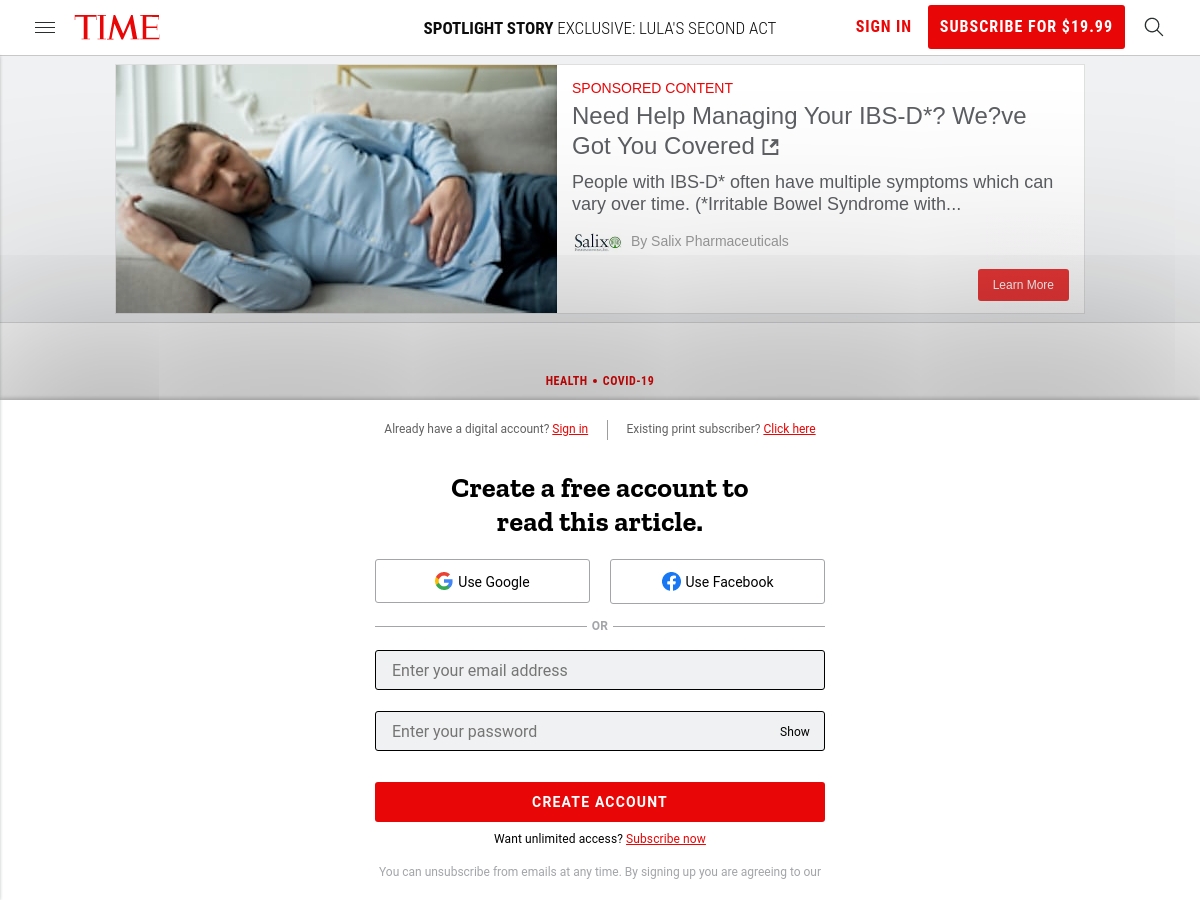 TIME
SPOTLIGHT STORY EXCLUSIVE: LULA'S SECOND ACT
SIGN IN
SUBSCRIBE FOR $19.99
SPONSORED CONTENT
Need Help Managing Your IBS-D*? We?ve
Got You Covered
People with IBS-D* often have multiple symptoms which can
vary over time. (*Irritable Bowel Syndrome with...
Salix
By Salix Pharmaceuticals
Learn More
HEALTH • COVID-19
Already have a digital account? Sign in
Existing print subscriber? Click here
Create a free account to
read this article.
Use Google
Use Facebook
OR
Enter your email address
Enter your password
Show
CREATE ACCOUNT
Want unlimited access? Subscribe now
You can unsubscribe from emails at any time. By signing up you are agreeing to our